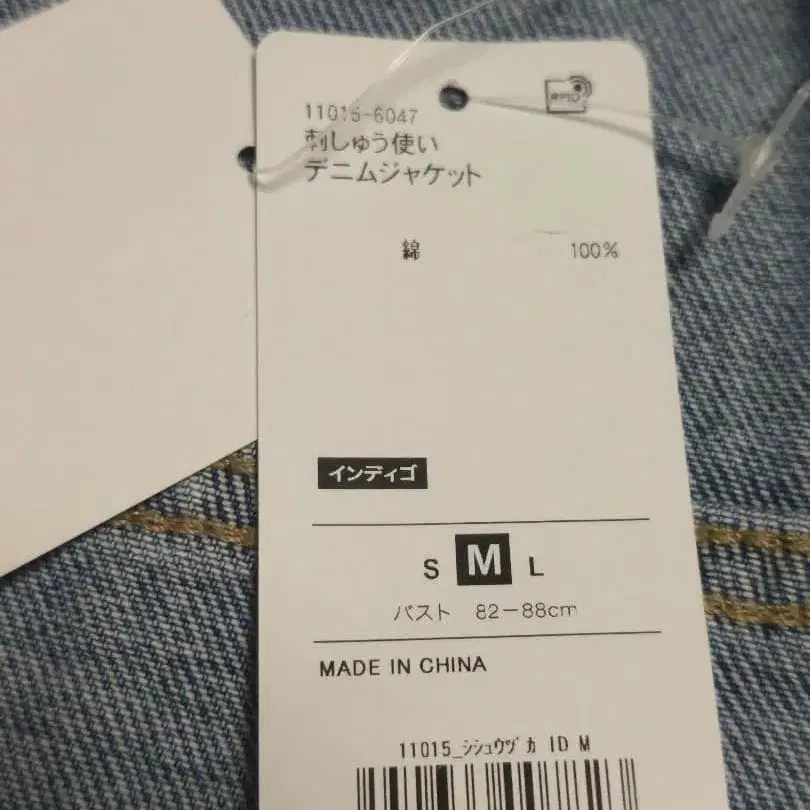 11015-6047
刺しゅう使い
デニムジャケット
綿 100%
インディゴ
S M L
バスト 82-88cm
MADE IN CHINA
11015_ｼｼｭｳﾂﾞｶ ID M